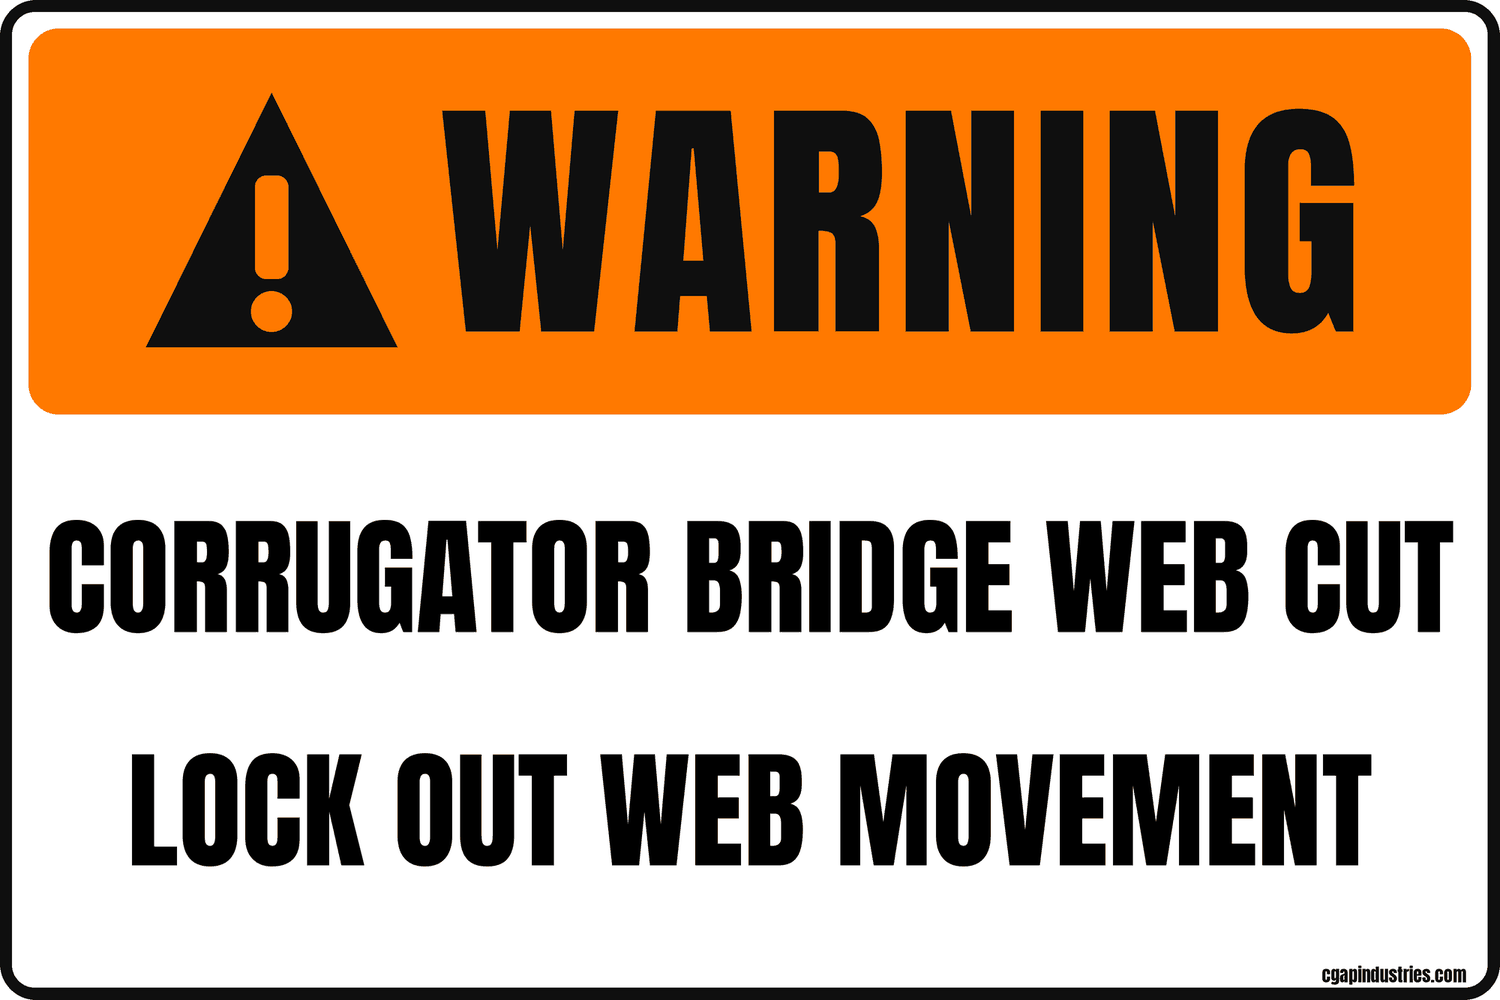 WARNING
CORRUGATOR BRIDGE WEB CUT
LOCK OUT WEB MOVEMENT
cgapindustries.com